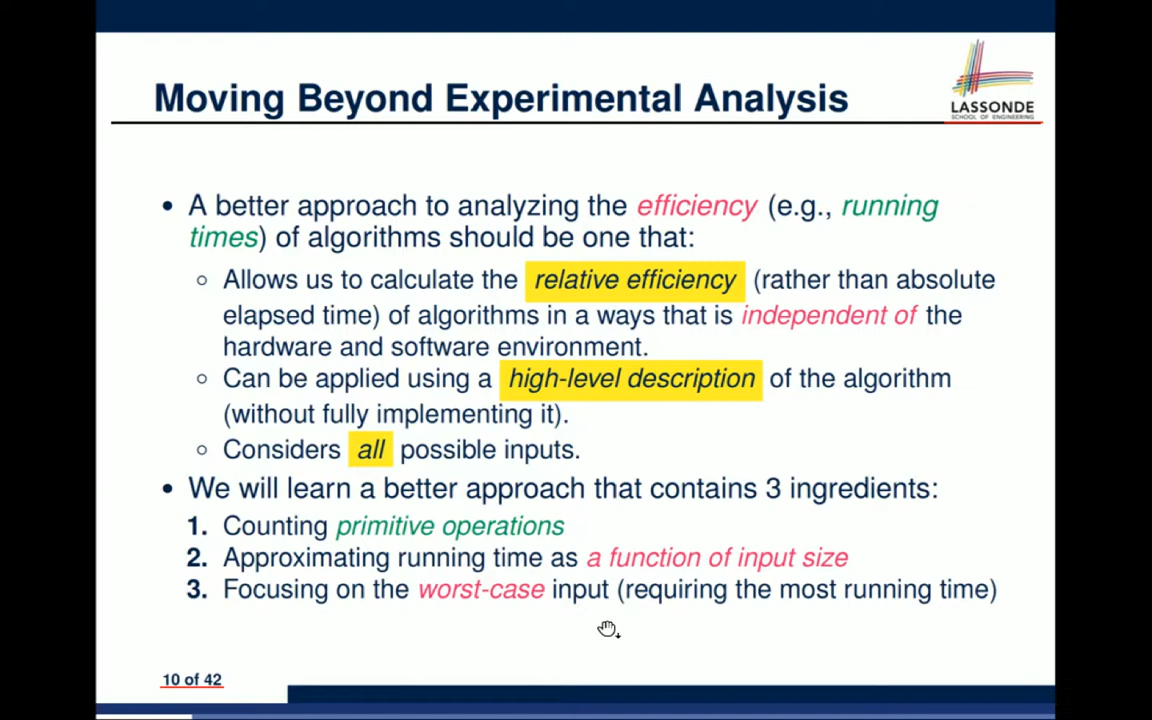 Moving Beyond Experimental Analysis
LASSONDE
SCHOOL OF ENGINEERING
• A better approach to analyzing the efficiency (e.g., running
times) of algorithms should be one that:
○ Allows us to calculate the relative efficiency (rather than absolute
elapsed time) of algorithms in a ways that is independent of the
hardware and software environment.
○ Can be applied using a high-level description of the algorithm
(without fully implementing it).
○ Considers all possible inputs.
• We will learn a better approach that contains 3 ingredients:
1. Counting primitive operations
2. Approximating running time as a function of input size
3. Focusing on the worst-case input (requiring the most running time)
10 of 42